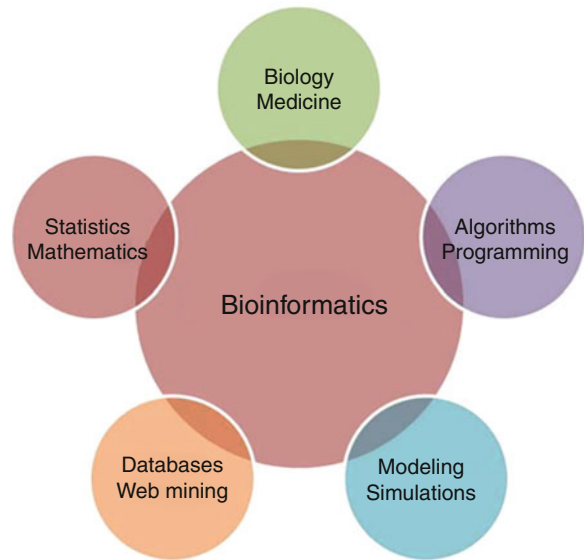 Biology
Medicine
Statistics
Mathematics
Algorithms
Programming
Bioinformatics
Databases
Web mining
Modeling
Simulations